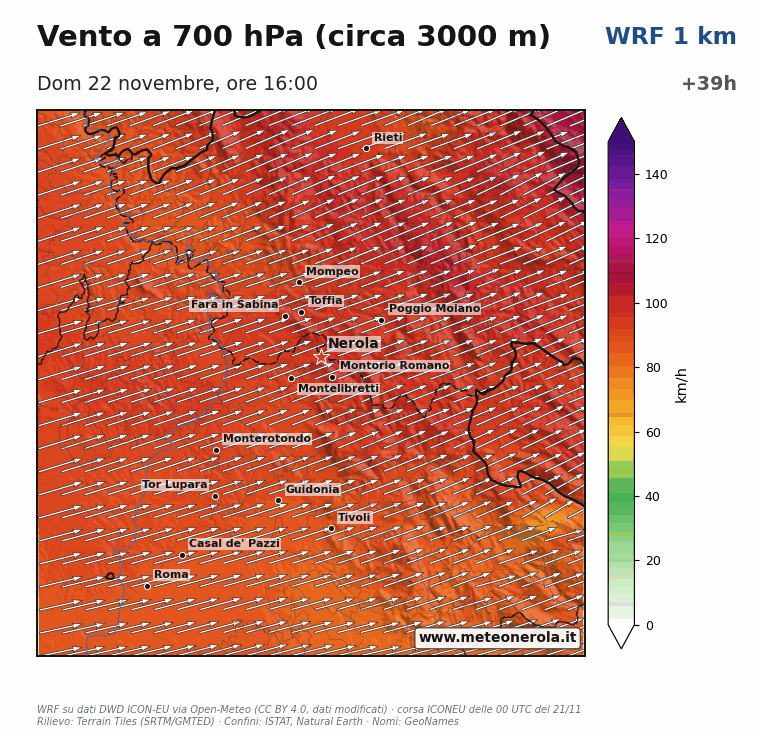 Vento a 700 hPa (circa 3000 m)
WRF 1 km
Dom 22 novembre, ore 16:00
+39h
Rieti
Mompeo
Fara in Sabina
Toffia
Poggio Moiano
Nerola
Montorio Romano
Montelibretti
Monterotondo
Tor Lupara
Guidonia
Tivoli
Casal de' Pazzi
Roma
www.meteonerola.it
140
120
100
80
60
40
20
0
km/h
WRF su dati DWD ICON-EU via Open-Meteo (CC BY 4.0, dati modificati) · corsa ICONEU delle 00 UTC del 21/11
Rilievo: Terrain Tiles (SRTM/GMTED) · Confini: ISTAT, Natural Earth · Nomi: GeoNames